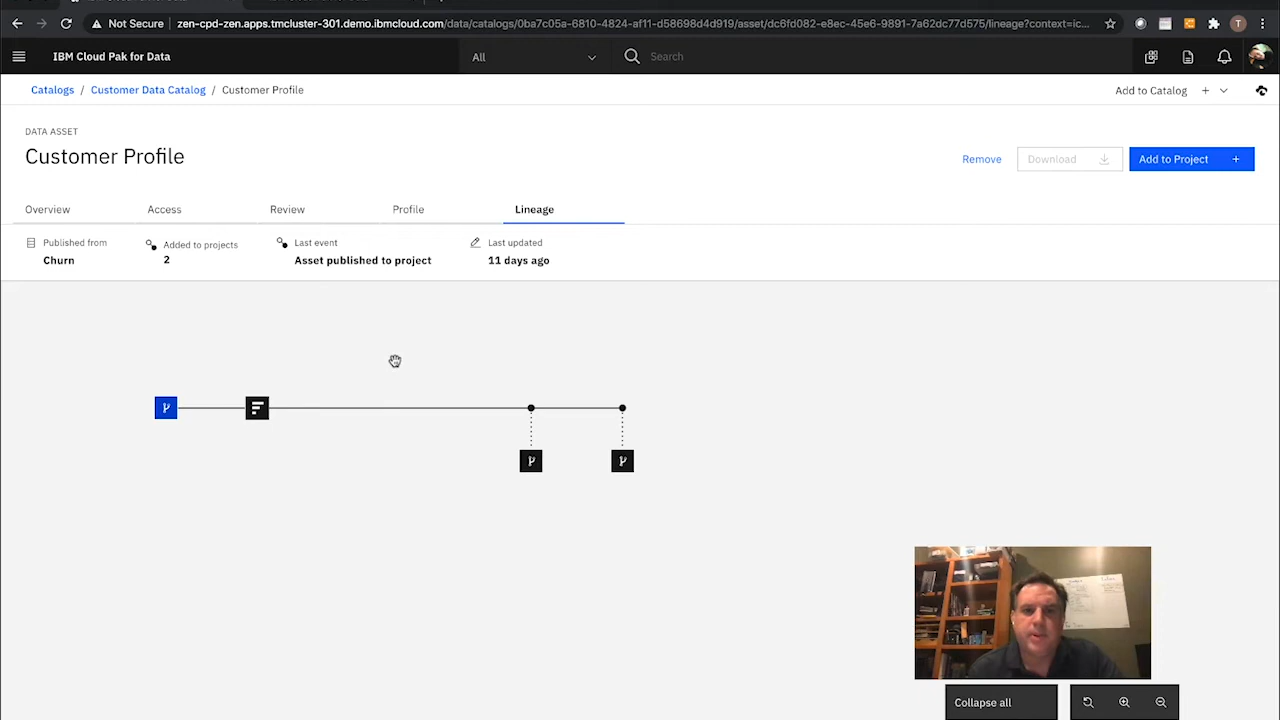 Not Secure zen-cpd-zen.apps.tmcluster-301.demo.ibmcloud.com/data/catalogs/0ba7c05a-6810-4824-af11-d58698d4d919/asset/dc6fd082-e8ec-45e6-9891-7a62dc77d575/lineage?context=ic... T
IBM Cloud Pak for Data All Search
Catalogs / Customer Data Catalog / Customer Profile Add to Catalog +
DATA ASSET
Customer Profile
Remove Download Add to Project +
Overview Access Review Profile Lineage
Published from Added to projects Last event Last updated
Churn 2 Asset published to project 11 days ago
Collapse all